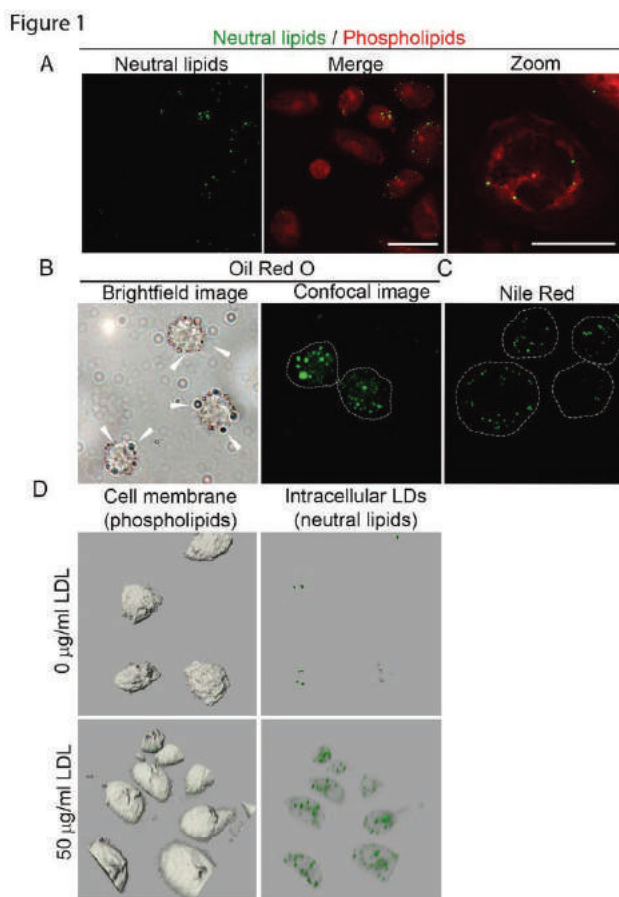 Figure 1
Neutral lipids / Phospholipids
A
Neutral lipids
Merge
Zoom
B
Oil Red O
C
Brightfield image
Confocal image
Nile Red
D
Cell membrane
(phospholipids)
Intracellular LDs
(neutral lipids)
0 µg/ml LDL
50 µg/ml LDL